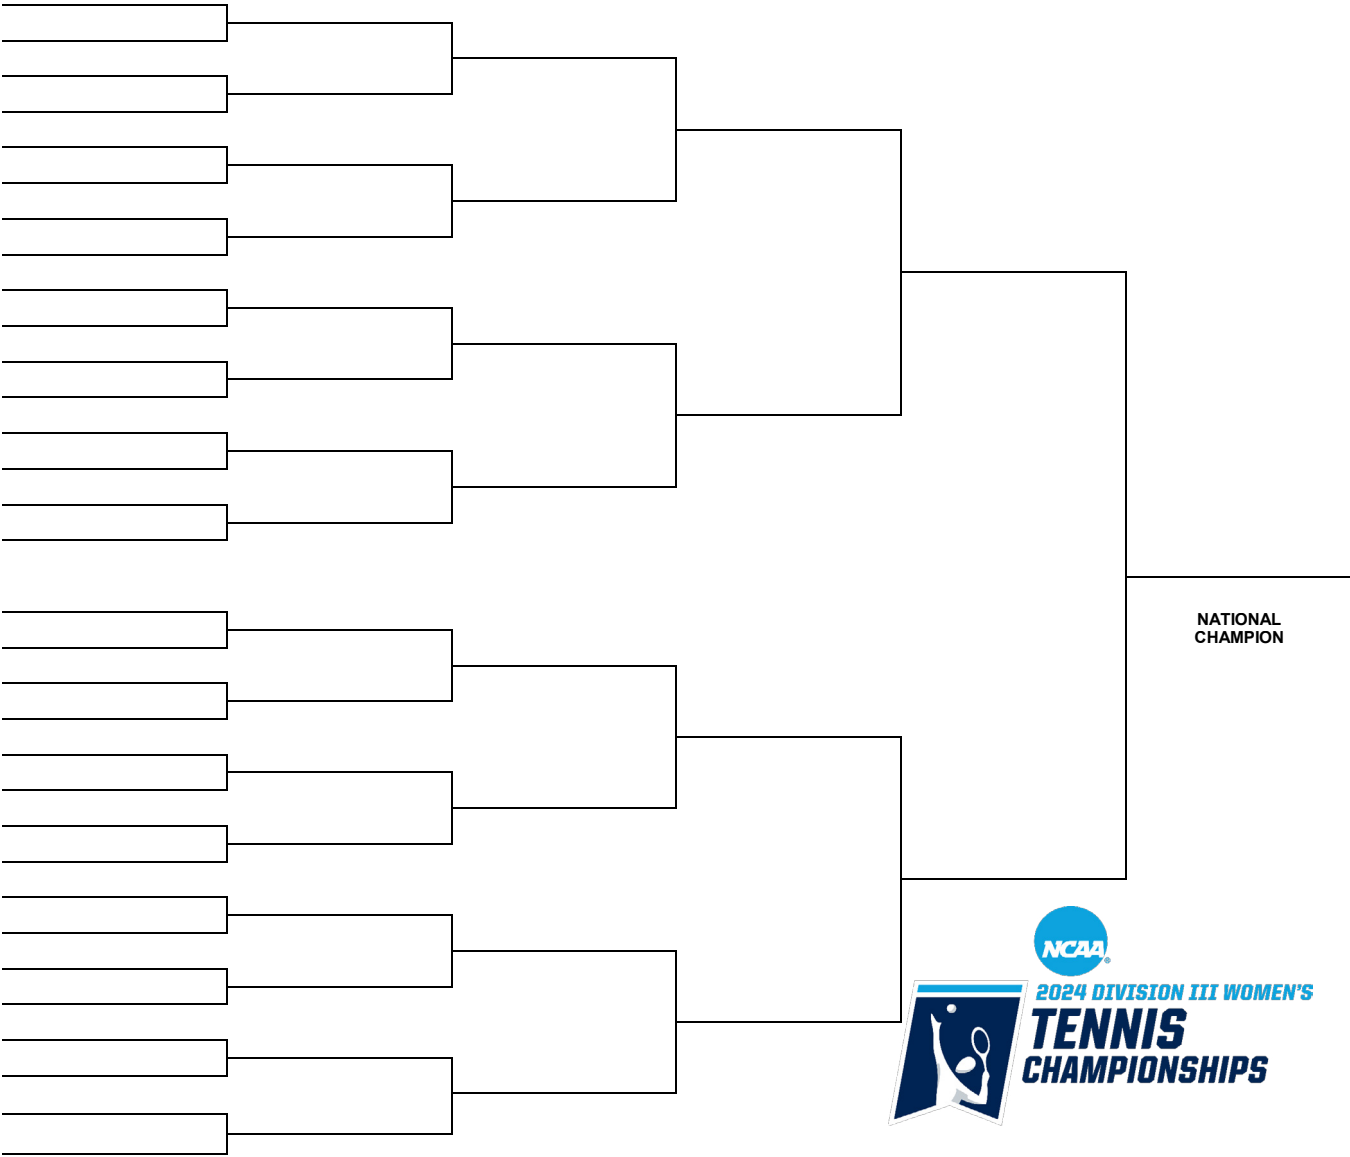 NATIONAL
CHAMPION
NCAA®
2024 DIVISION III WOMEN'S
TENNIS
CHAMPIONSHIPS